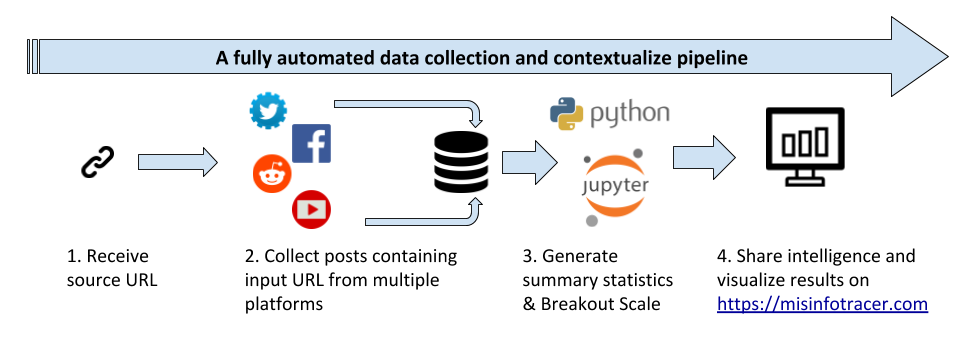 A fully automated data collection and contextualize pipeline
python
jupyter
1. Receive
source URL
2. Collect posts containing
input URL from multiple
platforms
3. Generate
summary statistics
& Breakout Scale
4. Share intelligence and
visualize results on
https://misinfotracer.com